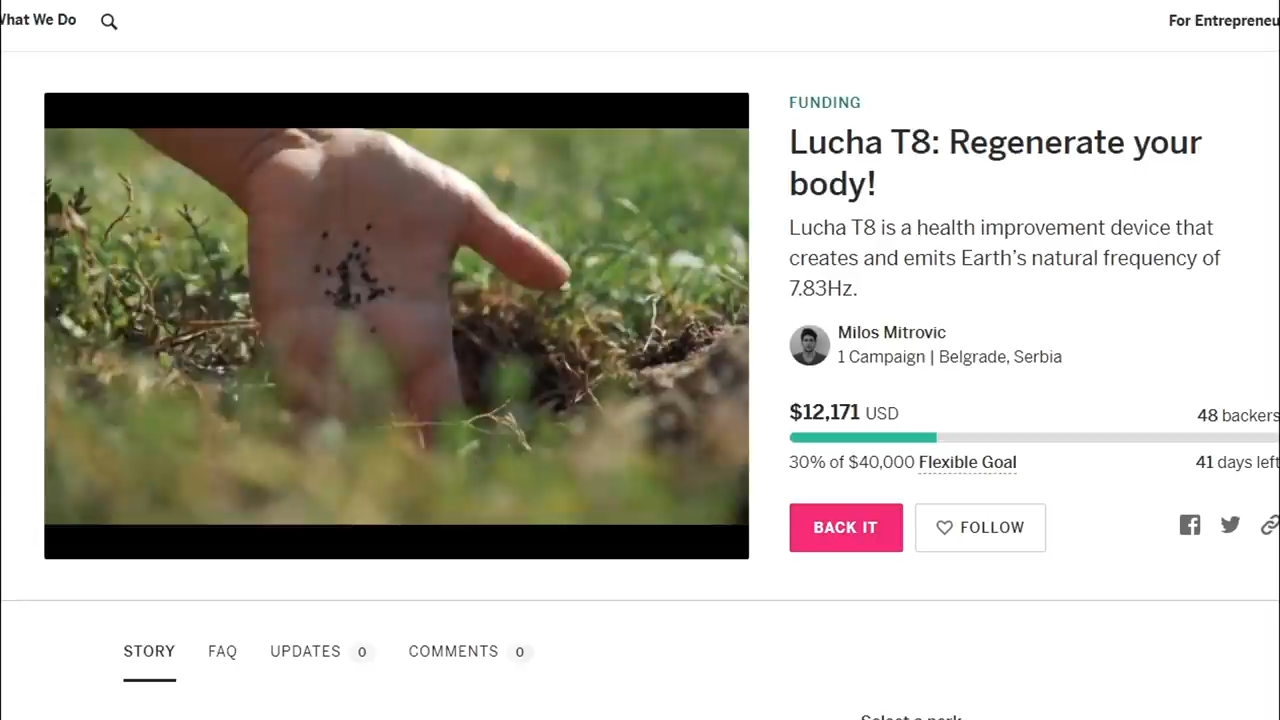 What We Do
For Entrepreneu
FUNDING
Lucha T8: Regenerate your
body!
Lucha T8 is a health improvement device that
creates and emits Earth's natural frequency of
7.83Hz.
Milos Mitrovic
1 Campaign | Belgrade, Serbia
$12,171 USD
48 backers
30% of $40,000 Flexible Goal
41 days left
BACK IT
FOLLOW
STORY
FAQ
UPDATES 0
COMMENTS 0
Select a perk